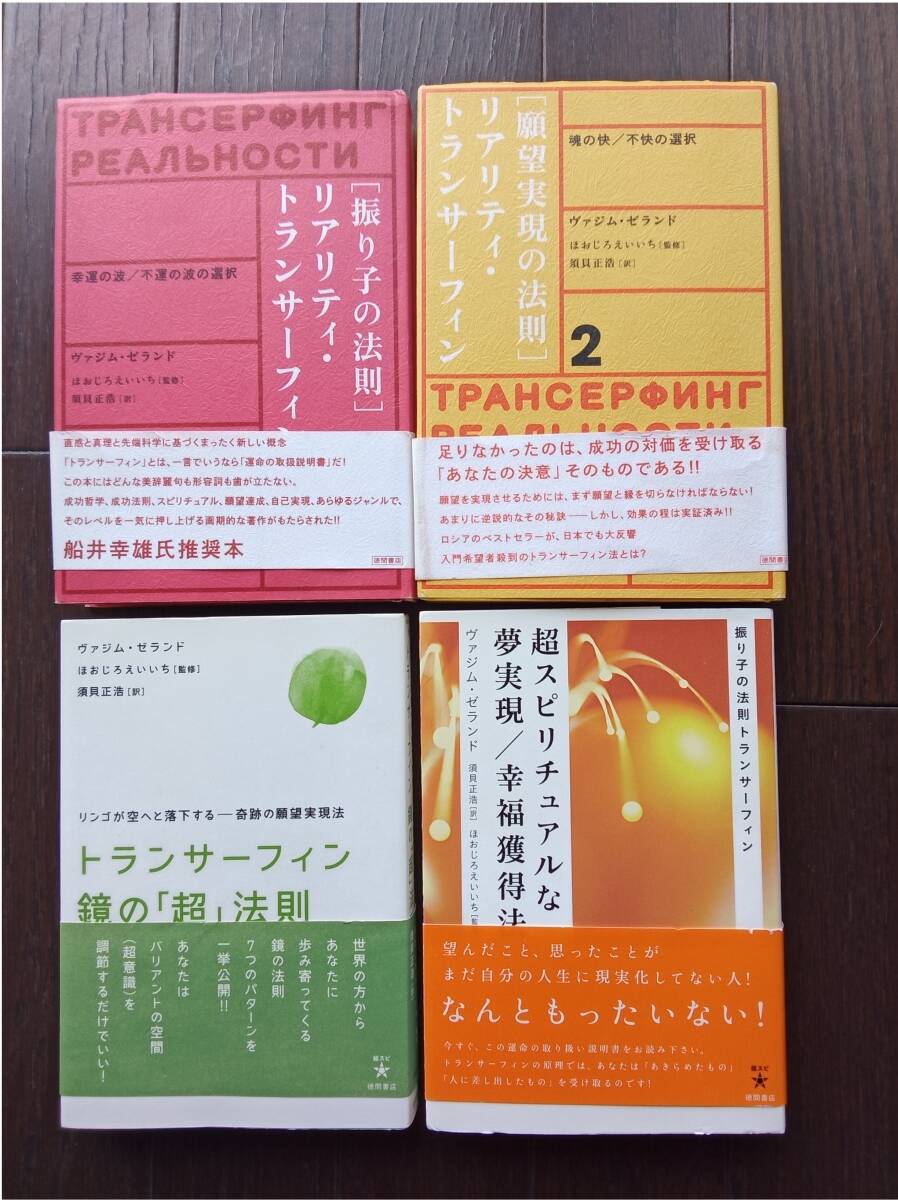 ТРАНСЕРФИНГ
РЕАЛЬНОСТИ
[振り子の法則]
リアリティ・
トランサーフィン
幸運の波/不運の波の選択
ヴァジム・ゼランド
ほおじろえいいち[監修]
須貝正浩[訳]
直感と真理と先端科学に基づくまったく新しい概念
「トランサーフィン」とは、一言でいうなら「運命の取扱説明書」だ!
この本にはどんな美辞麗句も形容詞も歯が立たない。
成功哲学、成功法則、スピリチュアル、願望達成、自己実現、あらゆるジャンルで、
そのレベルを一気に押し上げる画期的な著作がもたらされた!!
船井幸雄氏推奨本
徳間書店
[願望実現の法則]
リアリティ・
トランサーフィン
魂の快/不快の選択
ヴァジム・ゼランド
ほおじろえいいち[監修]
須貝正浩[訳]
2
ТРАНСЕРФИНГ
РЕАЛЬНОСТИ
足りなかったのは、成功の対価を受け取る
「あなたの決意」そのものである!!
願望を実現させるためには、まず願望と縁を切らなければならない!
あまりに逆説的なその秘訣——しかし、効果の程は実証済み!!
ロシアのベストセラーが、日本でも大反響
入門希望者殺到のトランサーフィン法とは?
徳間書店
ヴァジム・ゼランド
ほおじろえいいち[監修]
須貝正浩[訳]
リンゴが空へと落下する——奇跡の願望実現法
トランサーフィン
鏡の「超」法則
世界の方から
あなたに
歩み寄ってくる
鏡の法則
7つのパターンを
一挙公開!!
あなたは
バリアントの空間
(超意識)を
調節するだけでいい!
超スピ
徳間書店
振り子の法則トランサーフィン
超スピリチュアルな
夢実現/幸福獲得法
ヴァジム・ゼランド 須貝正浩[訳] ほおじろえいいち[監
望んだこと、思ったことが
まだ自分の人生に現実化してない人!
なんともったいない!
今すぐ、この運命の取り扱い説明書をお読み下さい。
トランサーフィンの原理では、あなたは「あきらめたもの」
「人に差し出したもの」を受け取るのです!
超スピ
徳間書店